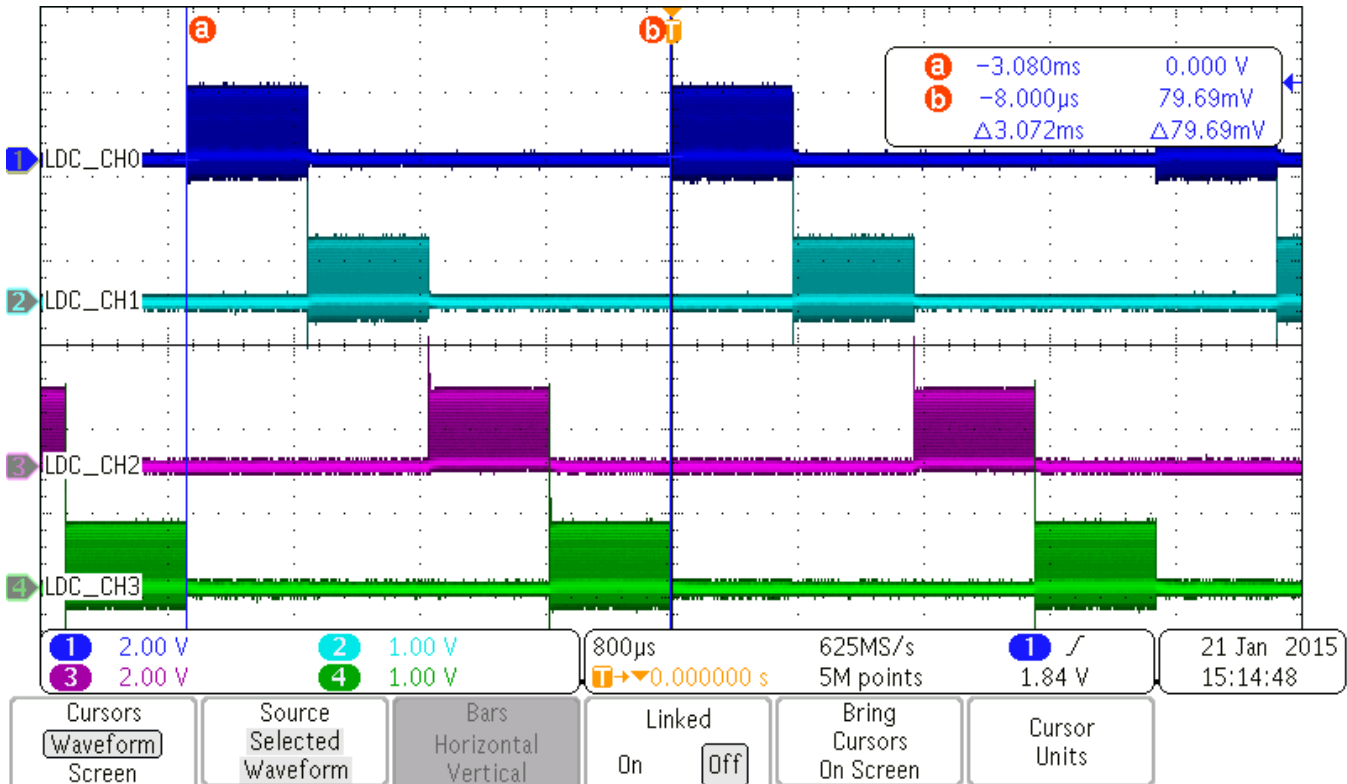 a
b T
a −3.080ms 0.000 V
b −8.000μs 79.69mV
△3.072ms △79.69mV
1 LDC_CH0
2 LDC_CH1
3 LDC_CH2
4 LDC_CH3
1 2.00 V 2 1.00 V
3 2.00 V 4 1.00 V
800μs 625MS/s 1
T→▼0.000000 s 5M points 1.84 V
21 Jan 2015
15:14:48
Cursors
Waveform
Screen
Source
Selected
Waveform
Bars
Horizontal
Vertical
Linked
On Off
Bring
Cursors
On Screen
Cursor
Units